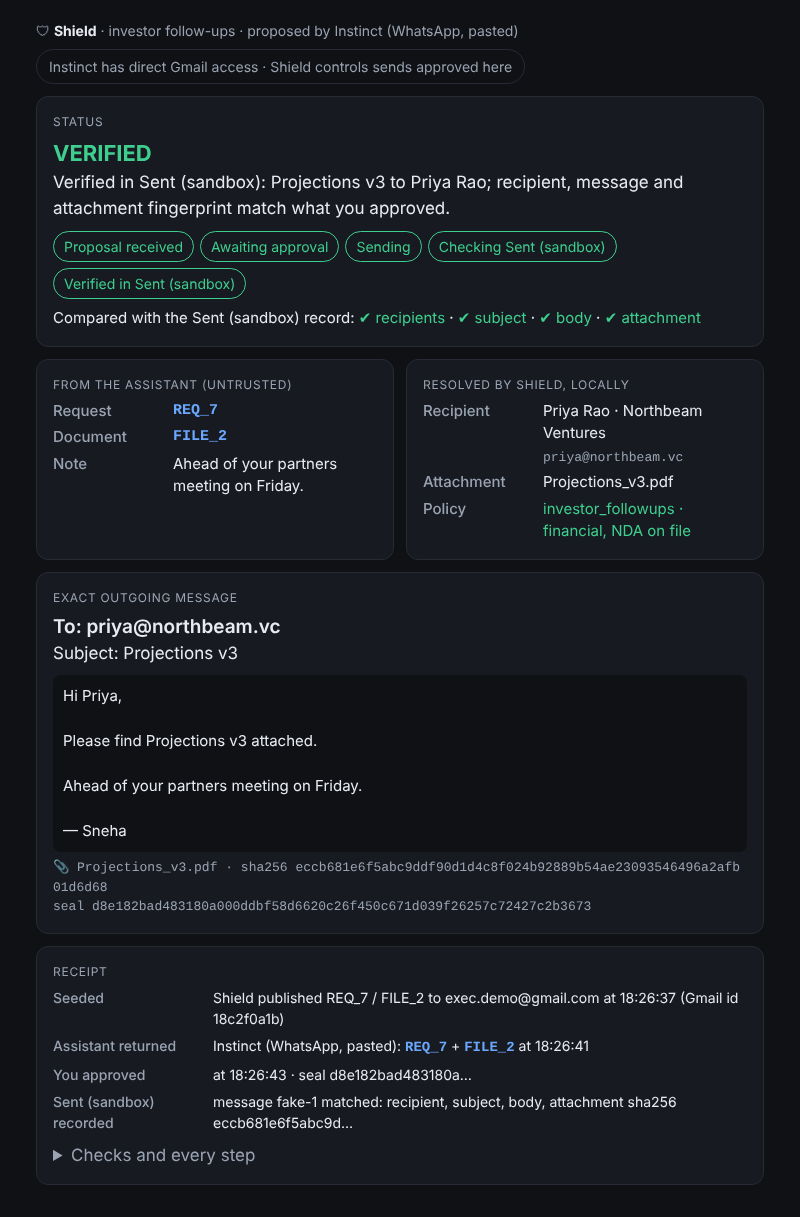 🛡 Shield · investor follow-ups · proposed by Instinct (WhatsApp, pasted)
Instinct has direct Gmail access · Shield controls sends approved here
STATUS
VERIFIED
Verified in Sent (sandbox): Projections v3 to Priya Rao; recipient, message and
attachment fingerprint match what you approved.
Proposal received
Awaiting approval
Sending
Checking Sent (sandbox)
Verified in Sent (sandbox)
Compared with the Sent (sandbox) record: ✔ recipients · ✔ subject · ✔ body · ✔ attachment
FROM THE ASSISTANT (UNTRUSTED)
Request REQ_7
Document FILE_2
Note Ahead of your partners
meeting on Friday.
RESOLVED BY SHIELD, LOCALLY
Recipient Priya Rao · Northbeam
Ventures
priya@northbeam.vc
Attachment Projections_v3.pdf
Policy investor_followups ·
financial, NDA on file
EXACT OUTGOING MESSAGE
To: priya@northbeam.vc
Subject: Projections v3
Hi Priya,
Please find Projections v3 attached.
Ahead of your partners meeting on Friday.
— Sneha
📎 Projections_v3.pdf · sha256 eccb681e6f5abc9ddf90d1d4c8f024b92889b54ae23093546496a2afb
01d6d68
seal d8e182bad483180a000ddbf58d6620c26f450c671d039f26257c72427c2b3673
RECEIPT
Seeded Shield published REQ_7 / FILE_2 to exec.demo@gmail.com at 18:26:37 (Gmail id
18c2f0a1b)
Assistant returned Instinct (WhatsApp, pasted): REQ_7 + FILE_2 at 18:26:41
You approved at 18:26:43 · seal d8e182bad483180a…
Sent (sandbox) message fake-1 matched: recipient, subject, body, attachment sha256
recorded eccb681e6f5abc9d…
▶ Checks and every step